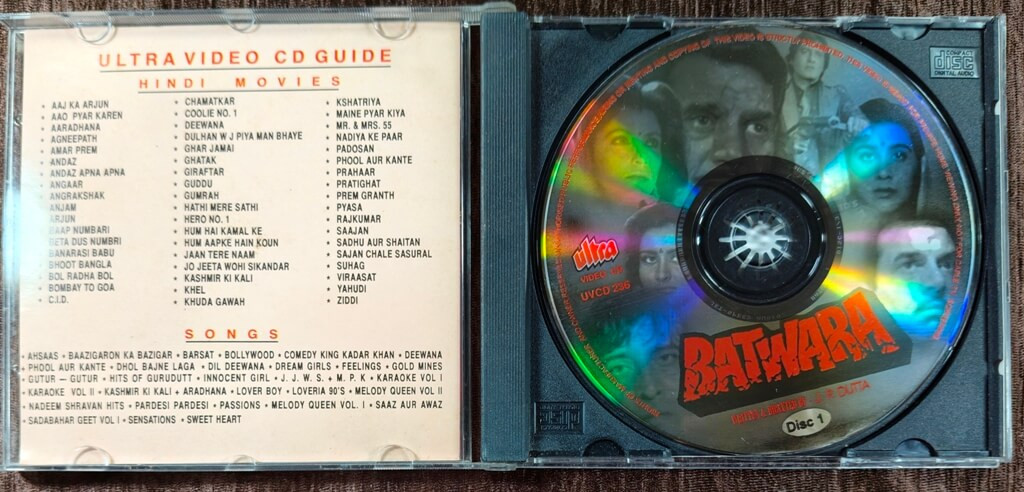 ULTRA VIDEO CD GUIDE
HINDI MOVIES
• AAJ KA ARJUN
• AAO PYAR KAREN
• AARADHANA
• AGNEEPATH
• AMAR PREM
• ANDAZ
• ANDAZ APNA APNA
• ANGAAR
• ANGRAKSHAK
• ANJAM
• ARJUN
• BAAP NUMBARI
BETA DUS NUMBRI
• BANARASI BABU
• BHOOT BANGLA
• BOL RADHA BOL
• BOMBAY TO GOA
• C.I.D.
• CHAMATKAR
• COOLIE NO. 1
• DEEWANA
• DULHAN W J PIYA MAN BHAYE
• GHAR JAMAI
• GHATAK
• GIRAFTAR
• GUDDU
• GUMRAH
• HATHI MERE SATHI
• HERO NO. 1
• HUM HAI KAMAL KE
• HUM AAPKE HAIN KOUN
• JAAN TERE NAAM
• JO JEETA WOHI SIKANDAR
• KASHMIR KI KALI
• KHEL
• KHUDA GAWAH
• KSHATRIYA
• MAINE PYAR KIYA
• MR. & MRS. 55
• NADIYA KE PAAR
• PADOSAN
• PHOOL AUR KANTE
• PRAHAAR
• PRATIGHAT
• PREM GRANTH
• PYASA
• RAJKUMAR
• SAAJAN
• SADHU AUR SHAITAN
• SAJAN CHALE SASURAL
• SUHAG
• VIRAASAT
• YAHUDI
• ZIDDI
SONGS
• AHSAAS • BAAZIGARON KA BAZIGAR • BARSAT • BOLLYWOOD • COMEDY KING KADAR KHAN • DEEWANA
• PHOOL AUR KANTE • DHOL BAJNE LAGA • DIL DEEWANA • DREAM GIRLS • FEELINGS • GOLD MINES
• GUTUR – GUTUR • HITS OF GURUDUTT • INNOCENT GIRL • J. J. W. S. + M. P. K • KARAOKE VOL I
• KARAOKE VOL II • KASHMIR KI KALI + ARADHANA • LOVER BOY • LOVERIA 90'S • MELODY QUEEN VOL II
• NADEEM SHRAVAN HITS • PARDESI PARDESI • PASSIONS • MELODY QUEEN VOL. I • SAAZ AUR AWAZ
• SADABAHAR GEET VOL I • SENSATIONS • SWEET HEART
COMPACT
disc
DIGITAL AUDIO
ultra
VIDEO
UVCD 236
BATWARA
J. P. DUTTA
Disc 1